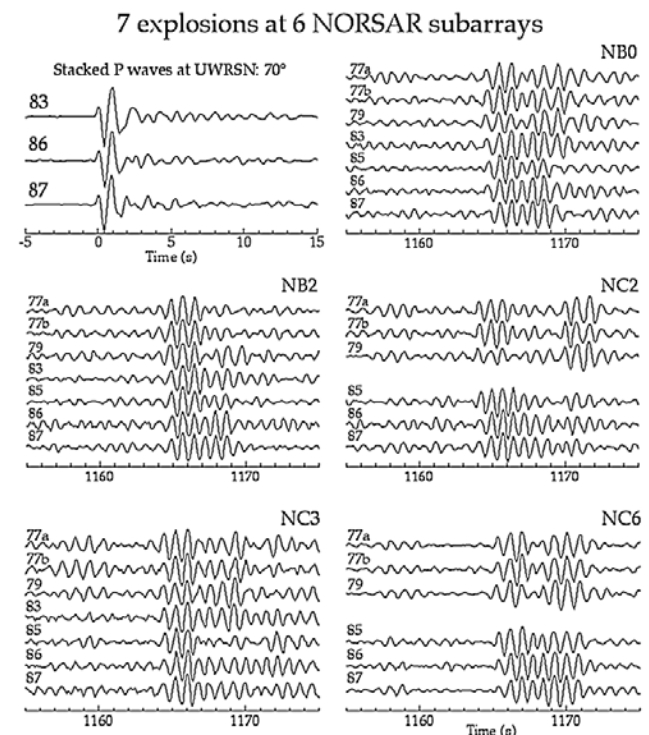 7 explosions at 6 NORSAR subarrays
Stacked P waves at UWRSN: 70°
83
86
87
-5 0 5 10 15
Time (s)
NB0
77a
77b
79
83
85
86
87
1160 1170
NB2
77a
77b
79
83
85
86
87
1160 1170
NC2
77a
77b
79
85
86
87
1160 1170
NC3
77a
77b
79
83
85
86
87
1160 1170
NC6
77a
77b
79
85
86
87
1160 1170
Time (s)